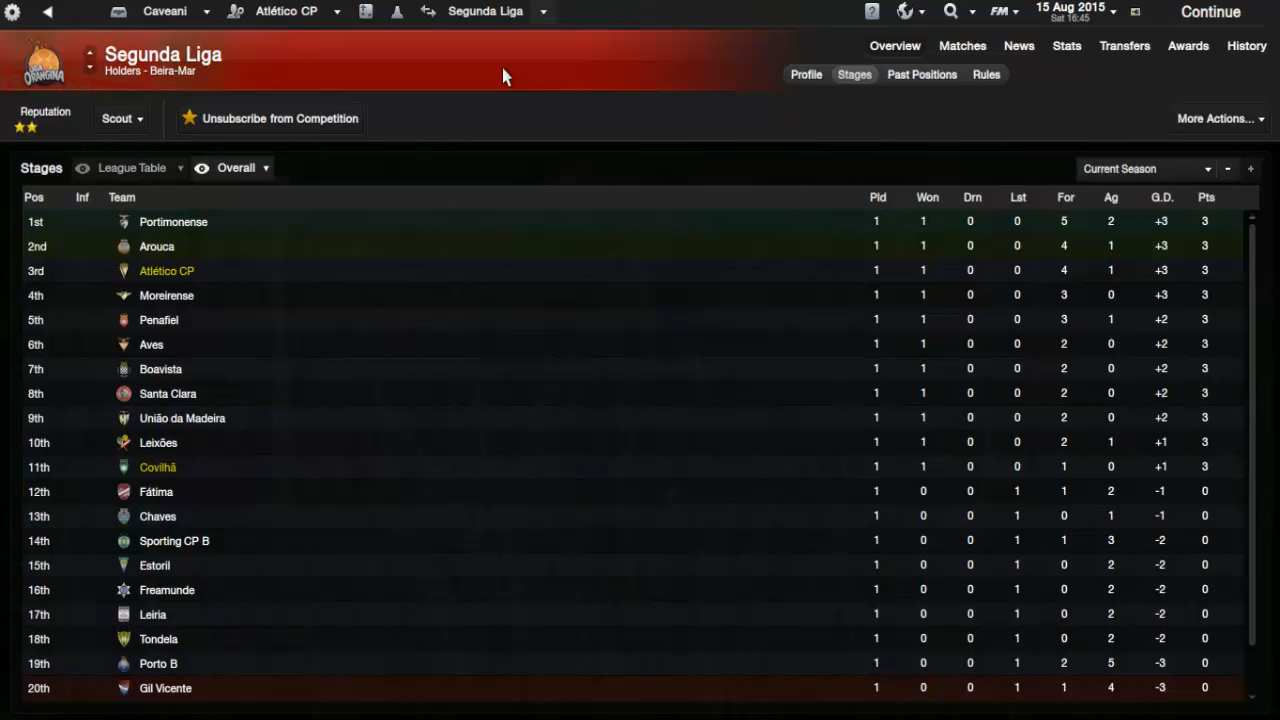 Caveani Atlético CP Segunda Liga ? FM 15 Aug 2015 Continue
Sat 16:45
Segunda Liga
Holders - Beira-Mar
LIGA ORANGINA
Overview Matches News Stats Transfers Awards History
Profile Stages Past Positions Rules
Reputation
Scout Unsubscribe from Competition More Actions...
Stages League Table Overall Current Season - +
Pos Inf Team Pld Won Drn Lst For Ag G.D. Pts
1st Portimonense 1 1 0 0 5 2 +3 3
2nd Arouca 1 1 0 0 4 1 +3 3
3rd Atlético CP 1 1 0 0 4 1 +3 3
4th Moreirense 1 1 0 0 3 0 +3 3
5th Penafiel 1 1 0 0 3 1 +2 3
6th Aves 1 1 0 0 2 0 +2 3
7th Boavista 1 1 0 0 2 0 +2 3
8th Santa Clara 1 1 0 0 2 0 +2 3
9th União da Madeira 1 1 0 0 2 0 +2 3
10th Leixões 1 1 0 0 2 1 +1 3
11th Covilhã 1 1 0 0 1 0 +1 3
12th Fátima 1 0 0 1 1 2 -1 0
13th Chaves 1 0 0 1 0 1 -1 0
14th Sporting CP B 1 0 0 1 1 3 -2 0
15th Estoril 1 0 0 1 0 2 -2 0
16th Freamunde 1 0 0 1 0 2 -2 0
17th Leiria 1 0 0 1 0 2 -2 0
18th Tondela 1 0 0 1 0 2 -2 0
19th Porto B 1 0 0 1 2 5 -3 0
20th Gil Vicente 1 0 0 1 1 4 -3 0